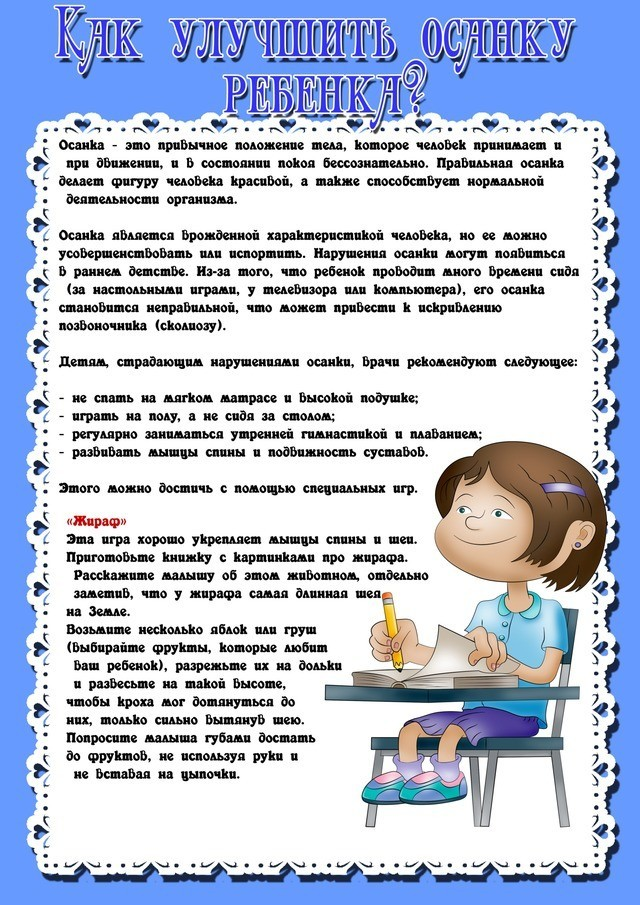 Как улучшить осанку
ребенка?
Осанка - это привычное положение тела, которое человек принимает и
при движении, и в состоянии покоя бессознательно. Правильная осанка
делает фигуру человека красивой, а также способствует нормальной
деятельности организма.
Осанка является врожденной характеристикой человека, но ее можно
усовершенствовать или испортить. Нарушения осанки могут появиться
в раннем детстве. Из-за того, что ребенок проводит много времени сидя
(за настольными играми, у телевизора или компьютера), его осанка
становится неправильной, что может привести к искривлению
позвоночника (сколиозу).
Детям, страдающим нарушениями осанки, врачи рекомендуют следующее:
- не спать на мягком матрасе и высокой подушке;
- играть на полу, а не сидя за столом;
- регулярно заниматься утренней гимнастикой и плаванием;
- развивать мышцы спины и подвижность суставов.
Этого можно достичь с помощью специальных игр.
«Жираф»
Эта игра хорошо укрепляет мышцы спины и шеи.
Приготовьте книжку с картинками про жирафа.
Расскажите малышу об этом животном, отдельно
заметив, что у жирафа самая длинная шея
на Земле.
Возьмите несколько яблок или груш
(выбирайте фрукты, которые любит
ваш ребенок), разрежьте их на дольки
и развесьте на такой высоте,
чтобы кроха мог дотянуться до
них, только сильно вытянув шею.
Попросите малыша губами достать
до фруктов, не используя руки и
не вставая на цыпочки.